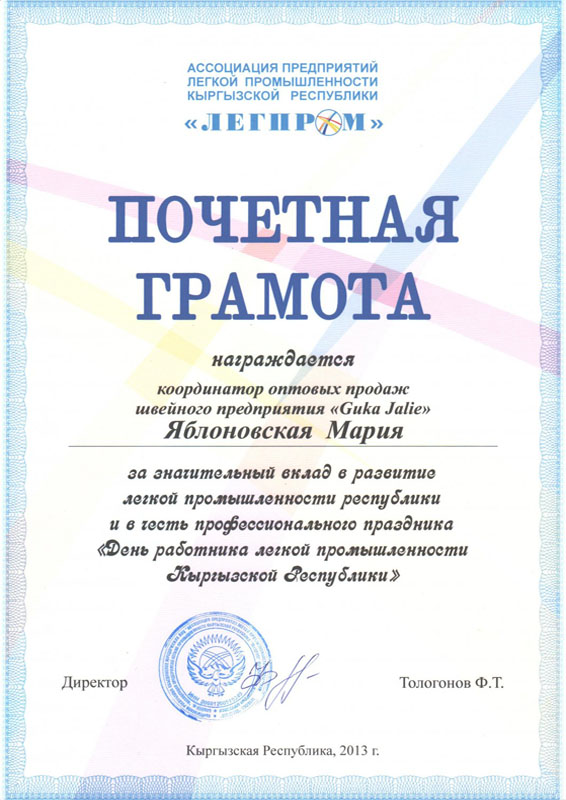 АССОЦИАЦИЯ ПРЕДПРИЯТИЙ
ЛЕГКОЙ ПРОМЫШЛЕННОСТИ
КЫРГЫЗСКОЙ РЕСПУБЛИКИ
«ЛЕГПРОМ»
ПОЧЕТНАЯ
ГРАМОТА
награждается
координатор оптовых продаж
швейного предприятия «Guka Jalie»
Яблоновская Мария
за значительный вклад в развитие
легкой промышленности республики
и в честь профессионального праздника
«День работника легкой промышленности
Кыргызской Республики»
Директор
Тологонов Ф.Т.
Кыргызская Республика, 2013 г.